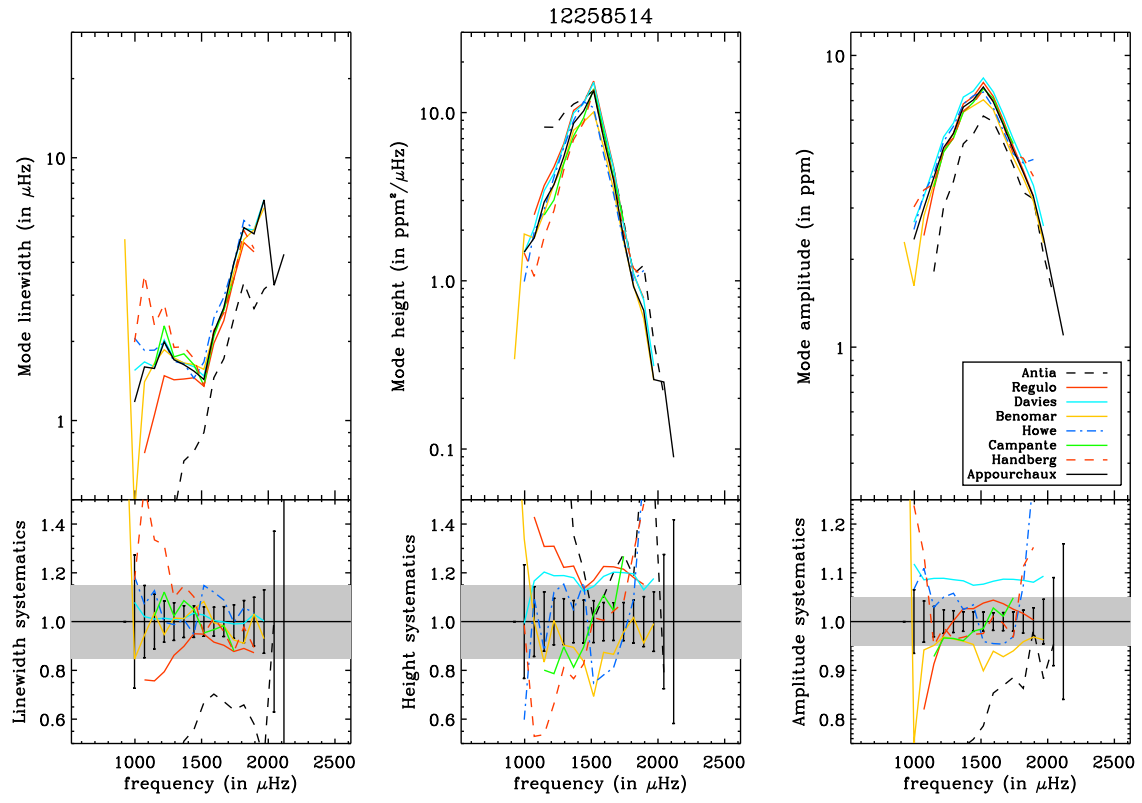 12258514
Mode linewidth (in μHz)
10
1
Mode height (in ppm²/μHz)
10.0
1.0
0.1
Mode amplitude (in ppm)
10
1
Antia
Regulo
Davies
Benomar
Howe
Campante
Handberg
Appourchaux
Linewidth systematics
1.4
1.2
1.0
0.8
0.6
1000 1500 2000 2500
frequency (in μHz)
Height systematics
1.4
1.2
1.0
0.8
0.6
1000 1500 2000 2500
frequency (in μHz)
Amplitude systematics
1.2
1.1
1.0
0.9
0.8
1000 1500 2000 2500
frequency (in μHz)